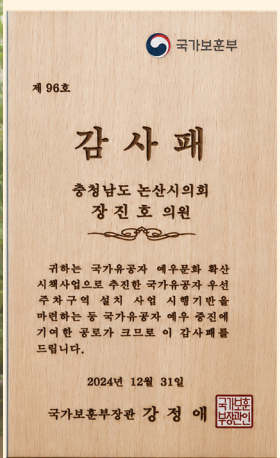 국가보훈부
제 96호
감 사 패
충청남도 논산시의회
장 진 호 의원
귀하는 국가유공자 예우문화 확산
시책사업으로 추진한 국가유공자 우선
주차구역 설치 사업 시행기반을
마련하는 등 국가유공자 예우 증진에
기여한 공로가 크므로 이 감사패를
드립니다.
2024년 12월 31일
국가보훈부장관 강 정 애
국가보훈
부장관인